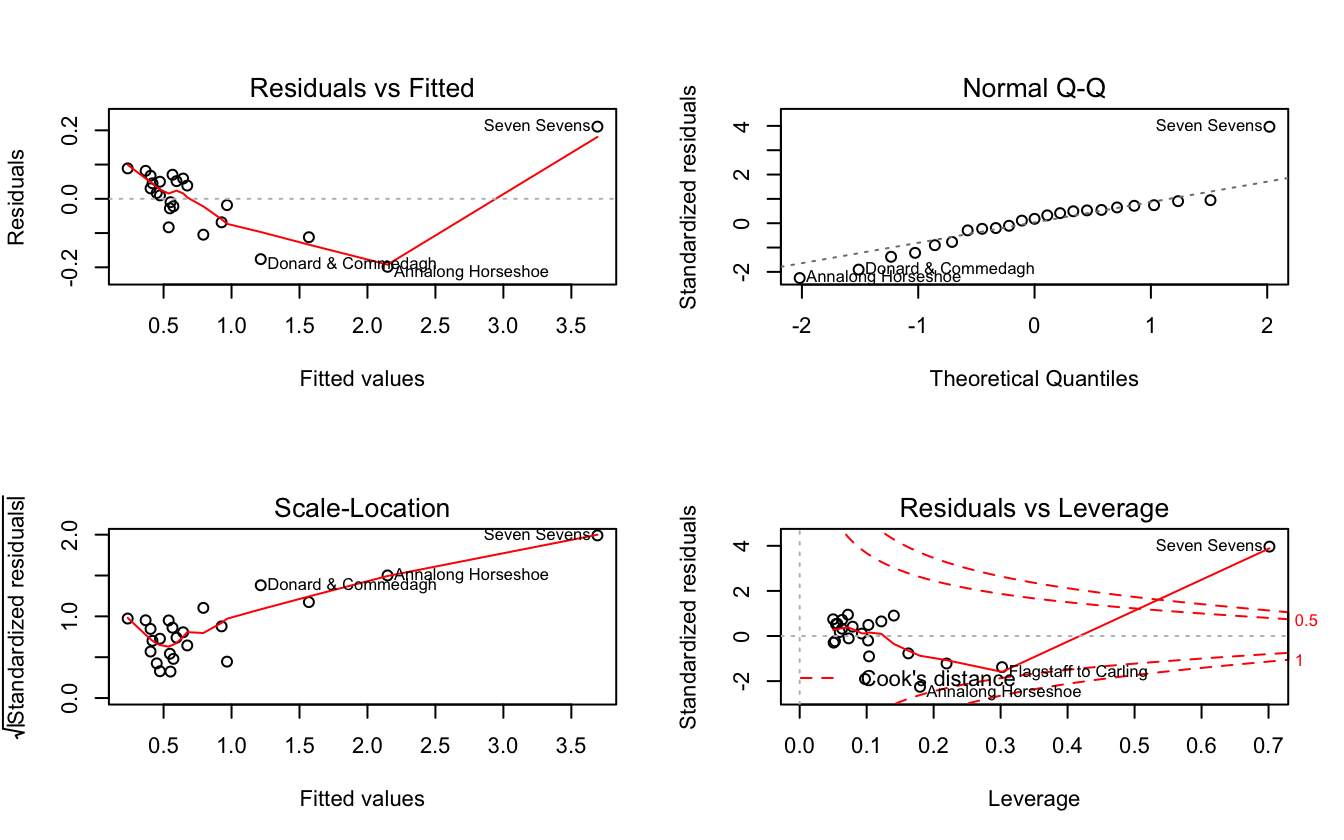 Residuals vs Fitted
Residuals
0.2
0.0
-0.2
Seven Sevens
Donard & Commedagh
Annalong Horseshoe
0.5 1.0 1.5 2.0 2.5 3.0 3.5
Fitted values
Normal Q-Q
Standardized residuals
4
2
0
-2
Seven Sevens
Donard & Commedagh
Annalong Horseshoe
-2 -1 0 1 2
Theoretical Quantiles
Scale-Location
√|Standardized residuals|
2.0
1.0
0.0
Seven Sevens
Annalong Horseshoe
Donard & Commedagh
0.5 1.0 1.5 2.0 2.5 3.0 3.5
Fitted values
Residuals vs Leverage
Standardized residuals
4
2
0
-2
Seven Sevens
0.5
1
Flagstaff to Carling
Cook's distance
Annalong Horseshoe
0.0 0.1 0.2 0.3 0.4 0.5 0.6 0.7
Leverage